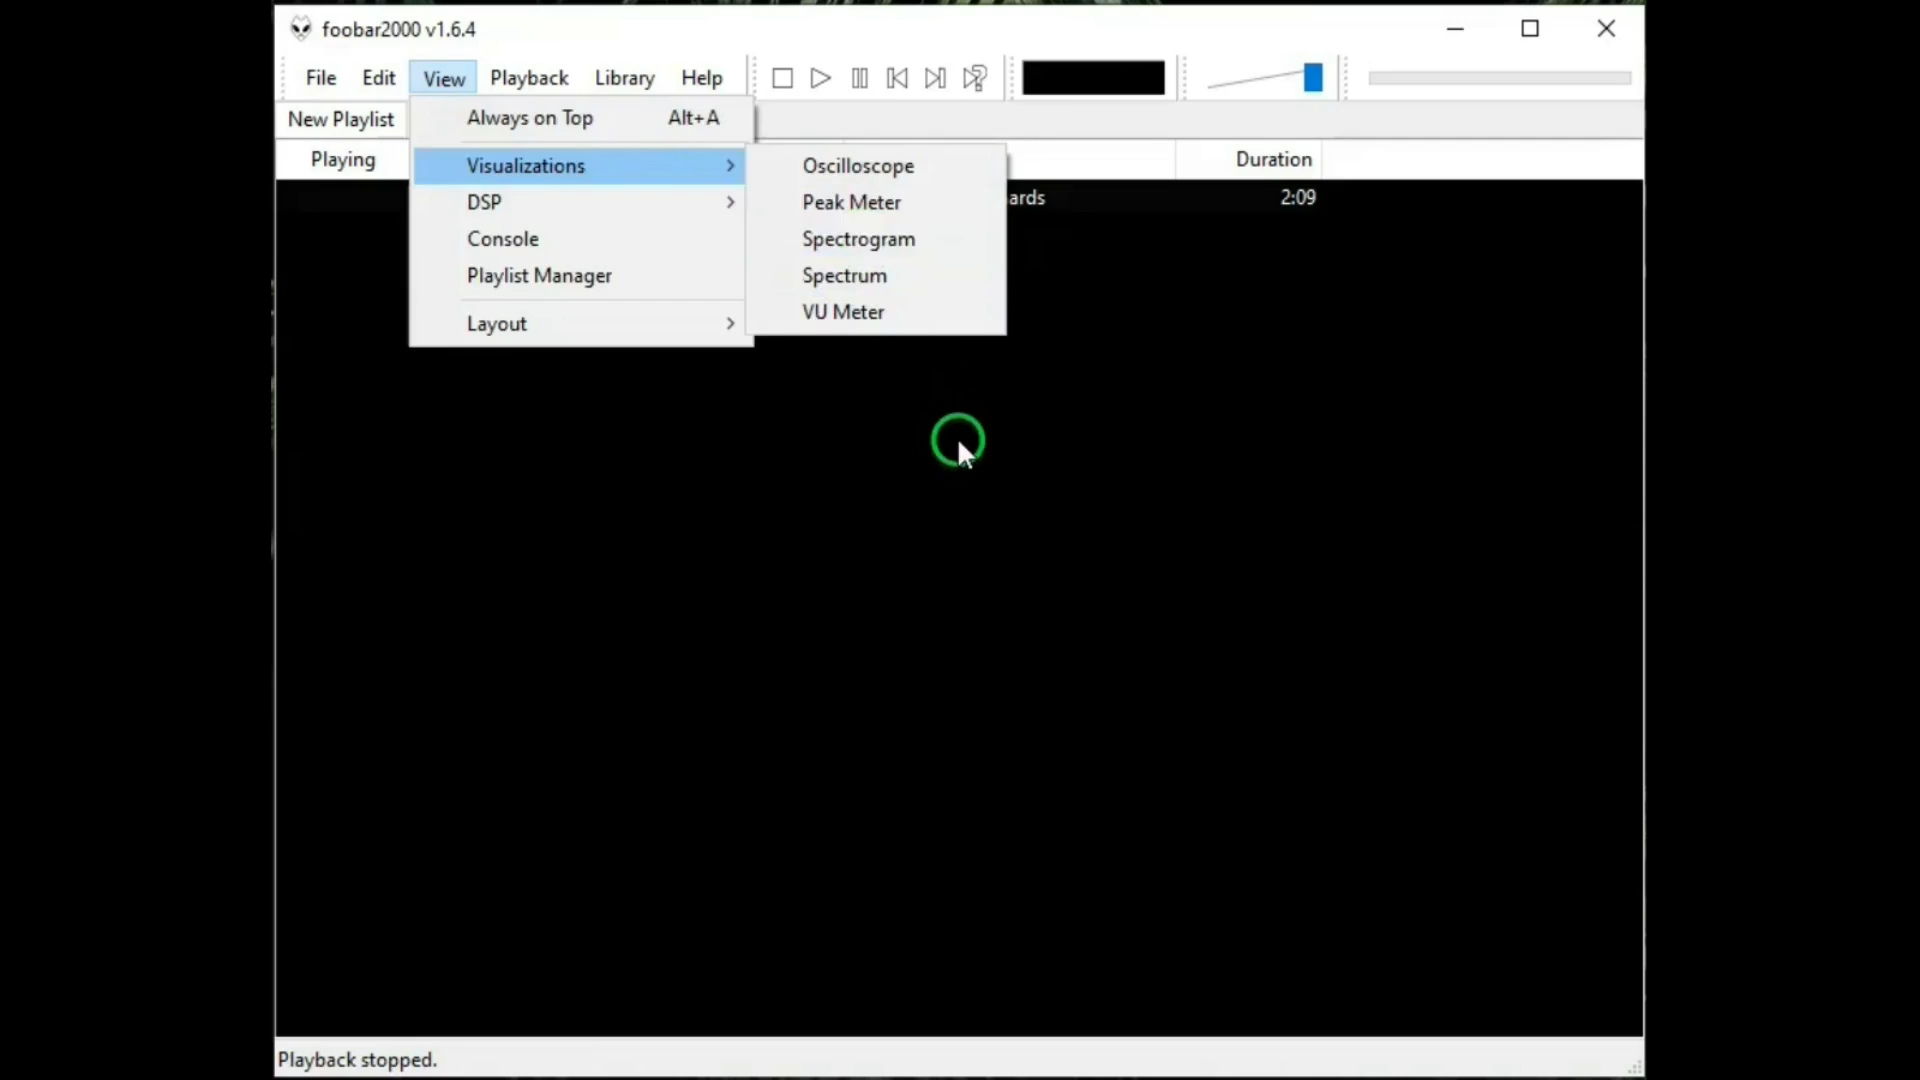 foobar2000 v1.6.4
File Edit View Playback Library Help
New Playlist
Always on Top Alt+A
Playing
Duration
Visualizations
Oscilloscope
ards 2:09
DSP
Peak Meter
Console
Spectrogram
Playlist Manager
Spectrum
VU Meter
Layout
Playback stopped.